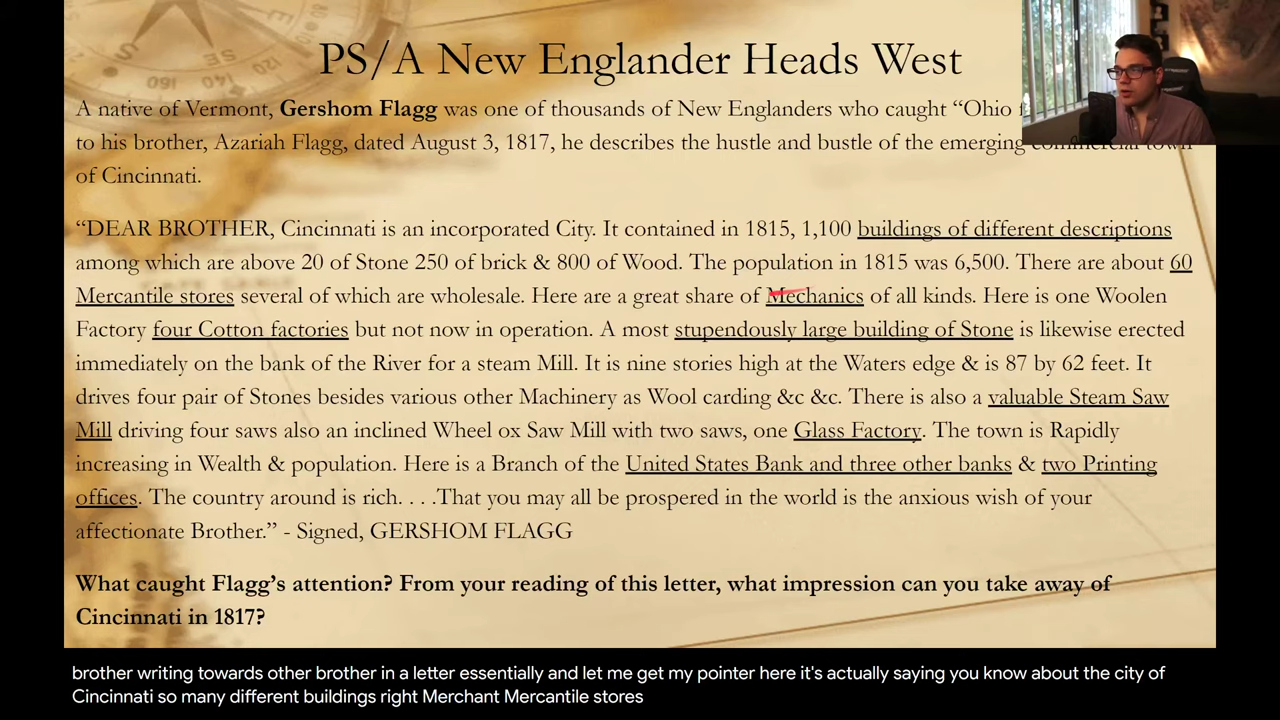 PS/A New Englander Heads West
A native of Vermont, Gershom Flagg was one of thousands of New Englanders who caught “Ohio
to his brother, Azariah Flagg, dated August 3, 1817, he describes the hustle and bustle of the emerging commercial town
of Cincinnati.
“DEAR BROTHER, Cincinnati is an incorporated City. It contained in 1815, 1,100 buildings of different descriptions
among which are above 20 of Stone 250 of brick & 800 of Wood. The population in 1815 was 6,500. There are about 60
Mercantile stores several of which are wholesale. Here are a great share of Mechanics of all kinds. Here is one Woolen
Factory four Cotton factories but not now in operation. A most stupendously large building of Stone is likewise erected
immediately on the bank of the River for a steam Mill. It is nine stories high at the Waters edge & is 87 by 62 feet. It
drives four pair of Stones besides various other Machinery as Wool carding &c &c. There is also a valuable Steam Saw
Mill driving four saws also an inclined Wheel ox Saw Mill with two saws, one Glass Factory. The town is Rapidly
increasing in Wealth & population. Here is a Branch of the United States Bank and three other banks & two Printing
offices. The country around is rich. . . .That you may all be prospered in the world is the anxious wish of your
affectionate Brother.” - Signed, GERSHOM FLAGG
What caught Flagg’s attention? From your reading of this letter, what impression can you take away of
Cincinnati in 1817?
brother writing towards other brother in a letter essentially and let me get my pointer here it's actually saying you know about the city of
Cincinnati so many different buildings right Merchant Mercantile stores